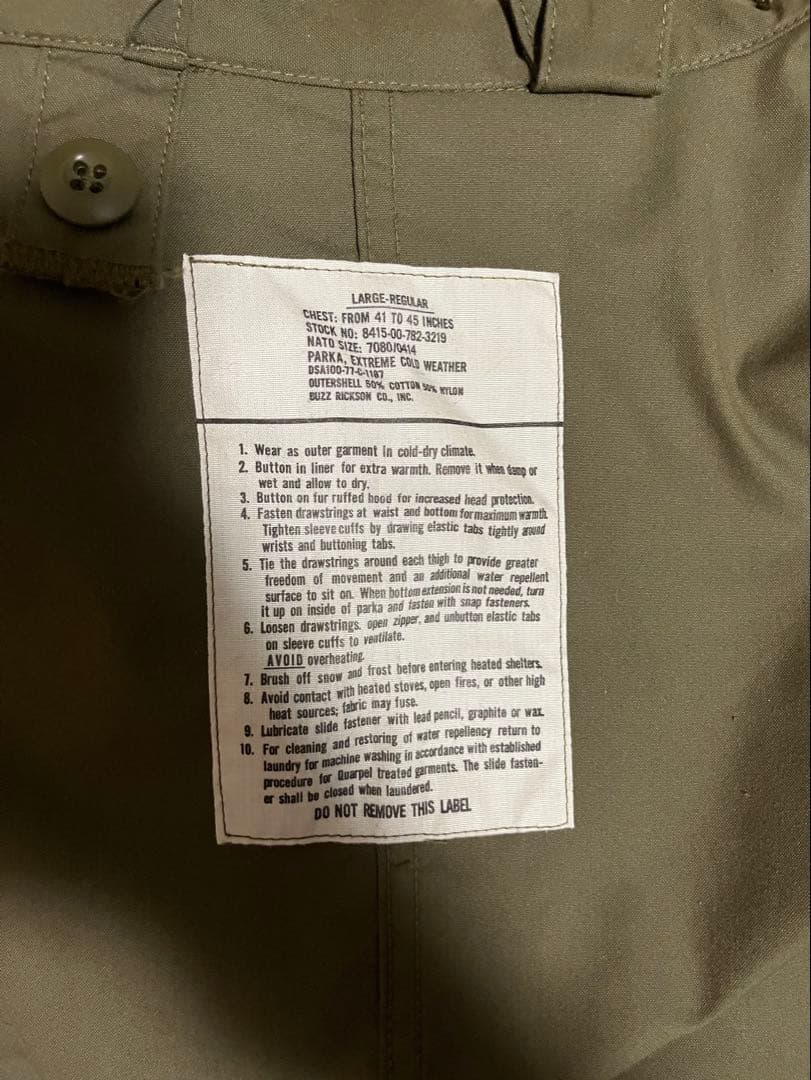 LARGE-REGULAR
CHEST: FROM 41 TO 45 INCHES
STOCK NO: 8415-00-782-3219
NATO SIZE: 7080/0414
PARKA, EXTREME COLD WEATHER
DSA100-77-C-1187
OUTERSHELL 50% COTTON 50% NYLON
BUZZ RICKSON CO., INC.
1. Wear as outer garment in cold-dry climate.
2. Button in liner for extra warmth. Remove it when damp or
wet and allow to dry.
3. Button on fur ruffed hood for increased head protection.
4. Fasten drawstrings at waist and bottom for maximum warmth.
Tighten sleeve cuffs by drawing elastic tabs tightly around
wrists and buttoning tabs.
5. Tie the drawstrings around each thigh to provide greater
freedom of movement and an additional water repellent
surface to sit on. When bottom extension is not needed, turn
it up on inside of parka and fasten with snap fasteners.
6. Loosen drawstrings. open zipper, and unbutton elastic tabs
on sleeve cuffs to ventilate.
AVOID overheating.
7. Brush off snow and frost before entering heated shelters.
8. Avoid contact with heated stoves, open fires, or other high
heat sources; fabric may fuse.
9. Lubricate slide fastener with lead pencil, graphite or wax.
10. For cleaning and restoring of water repellency return to
laundry for machine washing in accordance with established
procedure for Quarpel treated garments. The slide fasten-
er shall be closed when laundered.
DO NOT REMOVE THIS LABEL